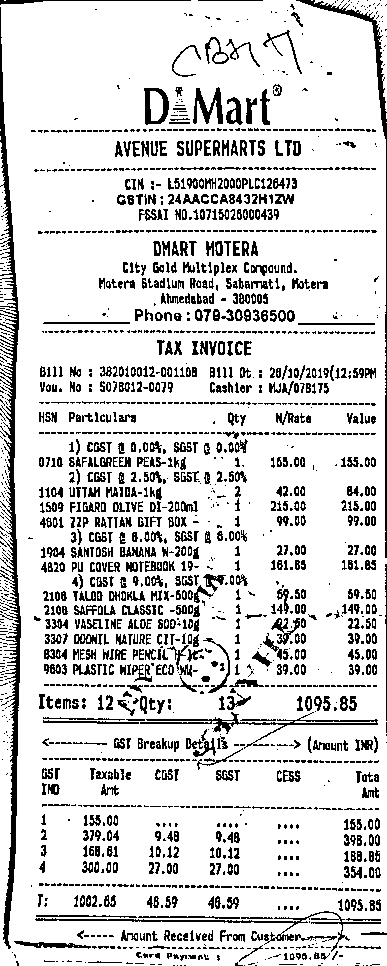 CBM
D Mart®
AVENUE SUPERMARTS LTD
CIN :- L51900MH2000PLC126473
GSTIN : 24AACCA8432H1ZW
FSSAI NO.10715026000439
DMART MOTERA
City Gold Multiplex Compound.
Motera Stadium Road, Sabarmati, Motera
Ahmedabad - 380005
Phone : 079-30936500
TAX INVOICE
Bill No : 382010012-001108 Bill Dt : 28/10/2019(12:59PM
Vou. No : S07B012-0079 Cashier : MJA/07B175
HSN Particulars Qty N/Rate Value
1) CGST @ 0.00%, SGST @ 0.00%
0710 SAFALGREEN PEAS-1kg 1 155.00 155.00
2) CGST @ 2.50%, SGST @ 2.50%
1104 UTTAM MAIDA-1kg 2 42.00 84.00
1509 FIGARO OLIVE OI-200ml 1 215.00 215.00
4601 ZZP RATTAN GIFT BOX - 1 99.00 99.00
3) CGST @ 6.00%, SGST @ 6.00%
1904 SANTOSH BANANA W-200g 1 27.00 27.00
4820 PU COVER NOTEBOOK 19- 1 161.85 161.85
4) CGST @ 9.00%, SGST @ 9.00%
2106 TALOD DHOKLA MIX-500g 1 59.50 59.50
2106 SAFFOLA CLASSIC -500g 1 149.00 149.00
3304 VASELINE ALOE SOO-10g 1 22.50 22.50
3307 ODONIL NATURE CIT-10g 1 39.00 39.00
8304 MESH WIRE PENCIL 1 45.00 45.00
9603 PLASTIC WIPER ECO 1 39.00 39.00
Items: 12 Qty: 13 1095.85
<------ GST Breakup Details ------> (Amount INR)
GST Taxable CGST SGST CESS Total
IND Amt Amt
1 155.00 .... .... .... 155.00
2 379.04 9.48 9.48 .... 398.00
3 168.61 10.12 10.12 .... 188.85
4 300.00 27.00 27.00 .... 354.00
T: 1002.65 46.59 46.59 .... 1095.85
<----- Amount Received From Customer
Card Payment : 1095.85/-